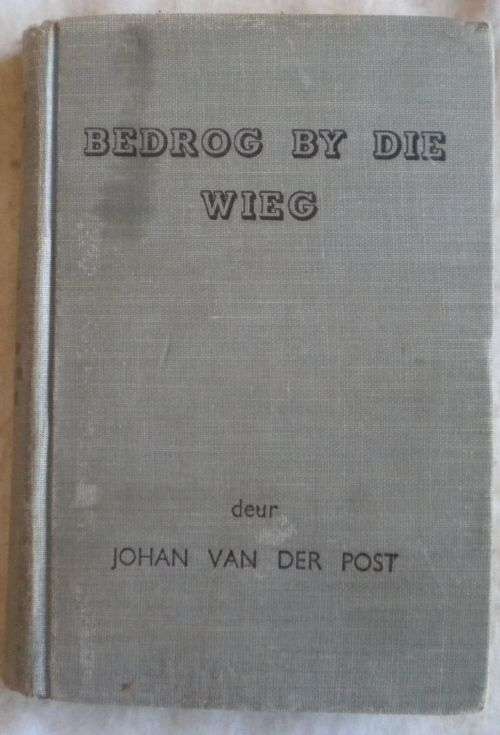 BEDROG BY DIE
WIEG
deur
JOHAN VAN DER POST